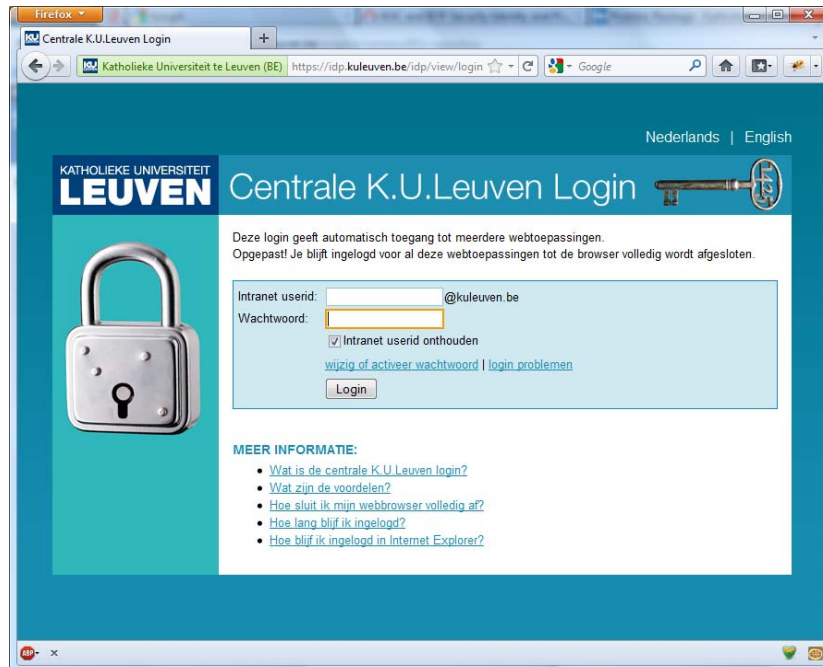 Firefox
Centrale K.U.Leuven Login
Katholieke Universiteit te Leuven (BE) https://idp.kuleuven.be/idp/view/login Google
Nederlands | English
KATHOLIEKE UNIVERSITEIT
LEUVEN
Centrale K.U.Leuven Login
Deze login geeft automatisch toegang tot meerdere webtoepassingen.
Opgepast! Je blijft ingelogd voor al deze webtoepassingen tot de browser volledig wordt afgesloten.
Intranet userid: @kuleuven.be
Wachtwoord:
Intranet userid onthouden
wijzig of activeer wachtwoord | login problemen
Login
MEER INFORMATIE:
Wat is de centrale K.U.Leuven login?
Wat zijn de voordelen?
Hoe sluit ik mijn webbrowser volledig af?
Hoe lang blijf ik ingelogd?
Hoe blijf ik ingelogd in Internet Explorer?
ABP